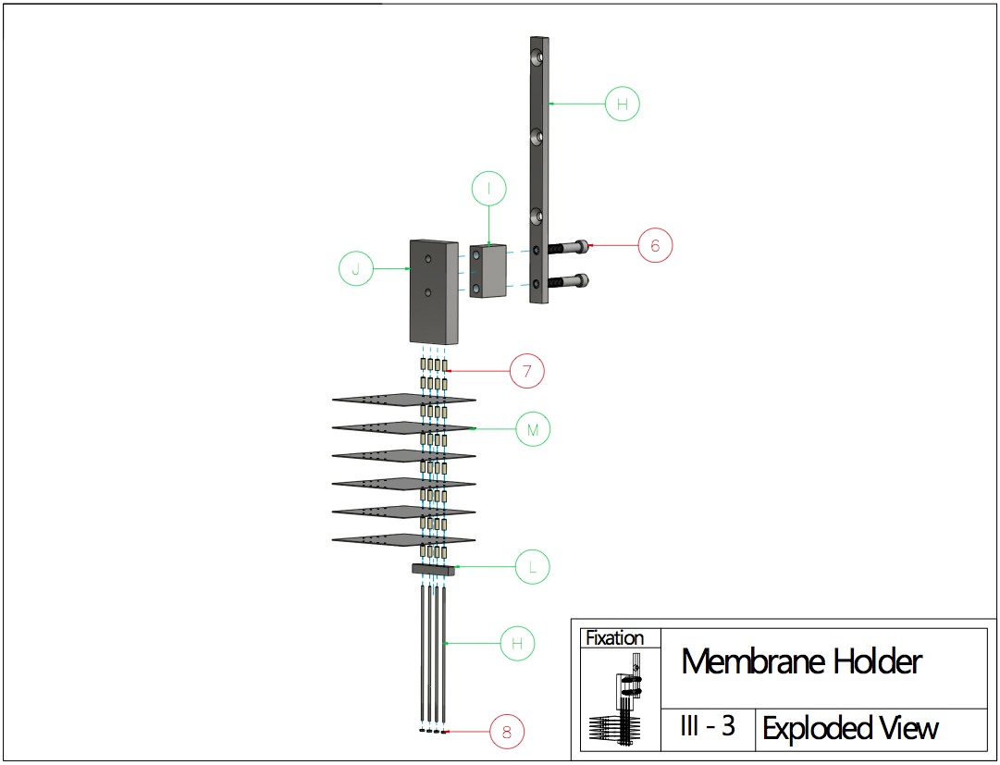 H
I
6
J
7
M
L
H
8
Fixation
Membrane Holder
III - 3
Exploded View